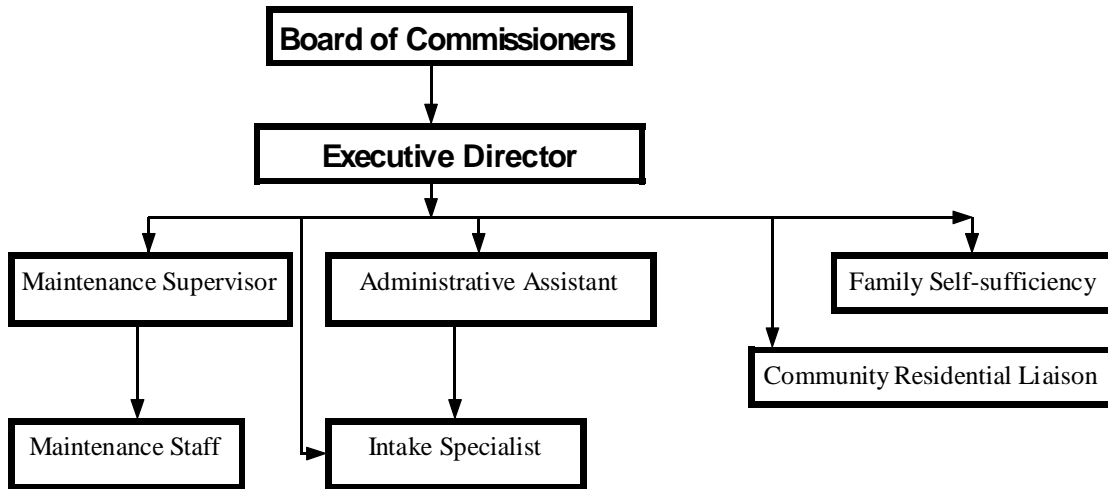 Board of Commissioners
Executive Director
Maintenance Supervisor
Administrative Assistant
Family Self-sufficiency
Community Residential Liaison
Maintenance Staff
Intake Specialist